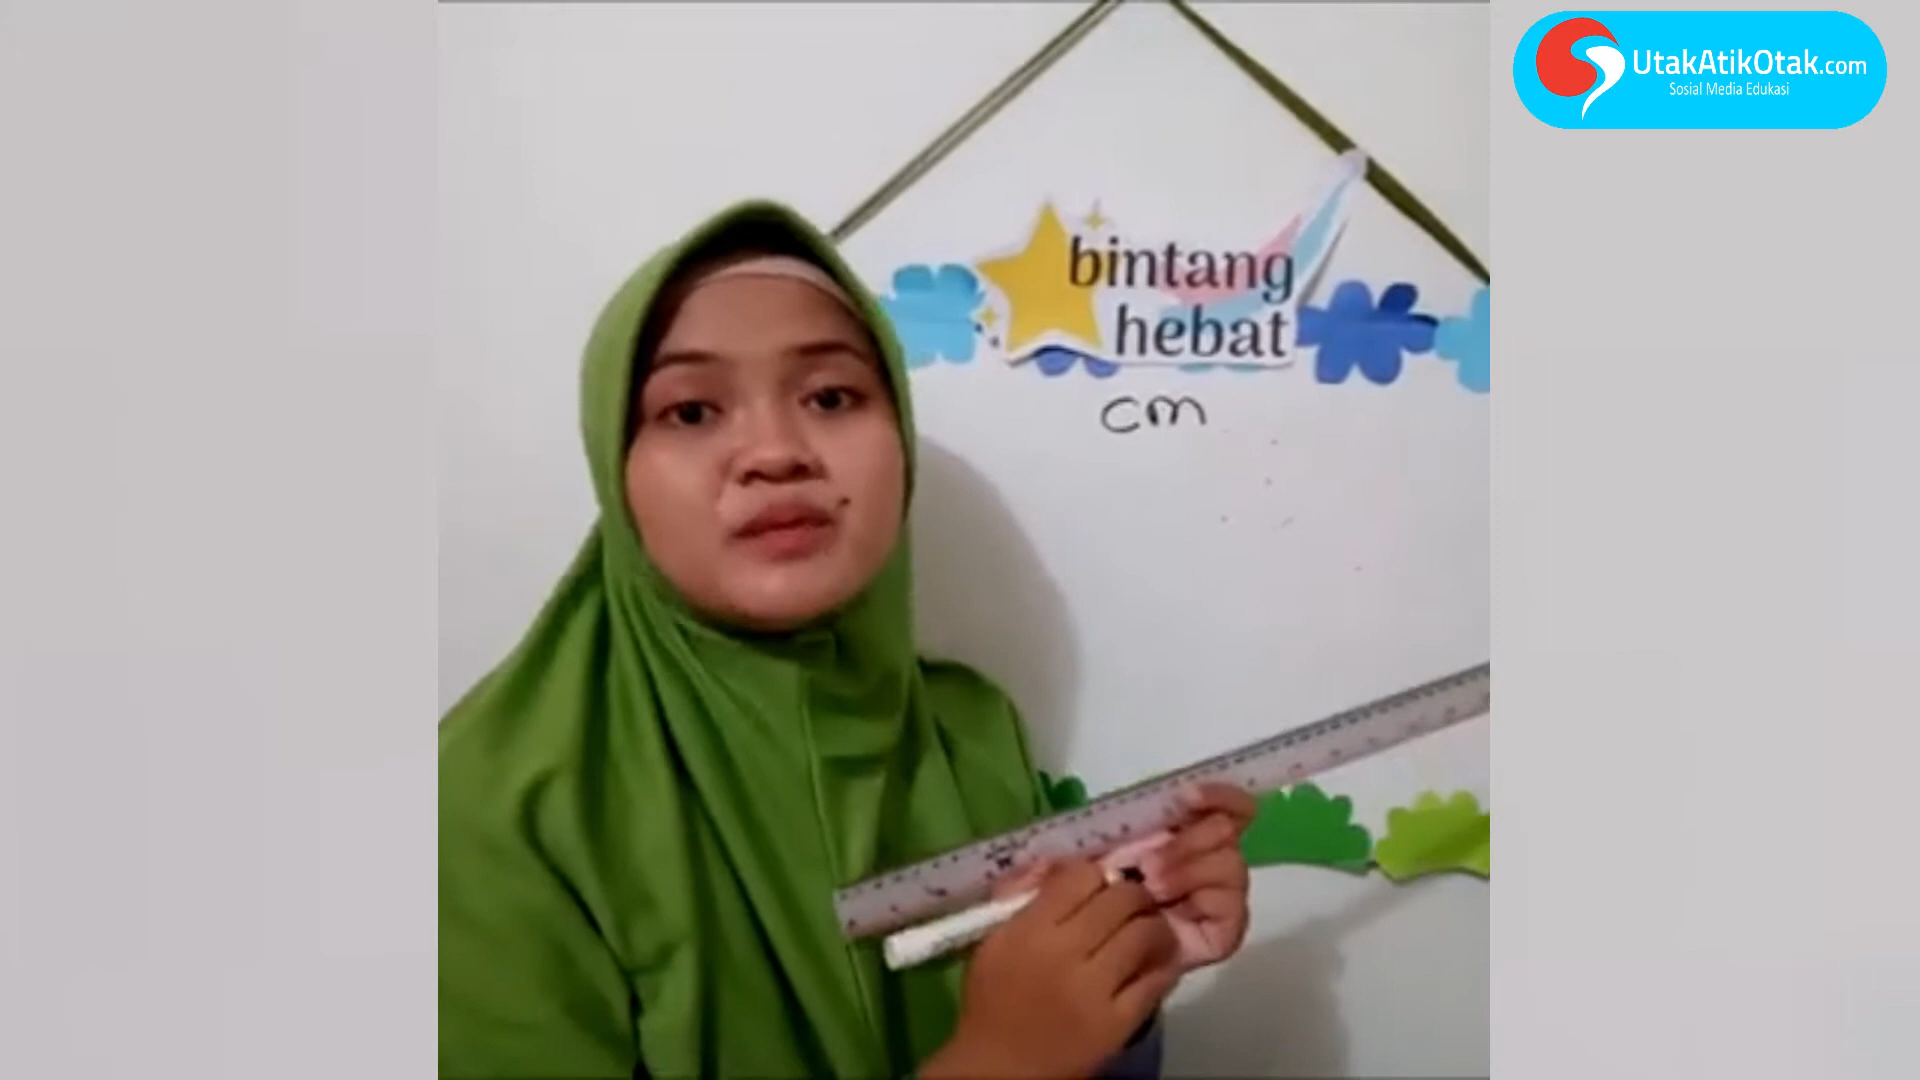 UtakAtikOtak.com
Sosial Media Edukasi
bintang
hebat
cm